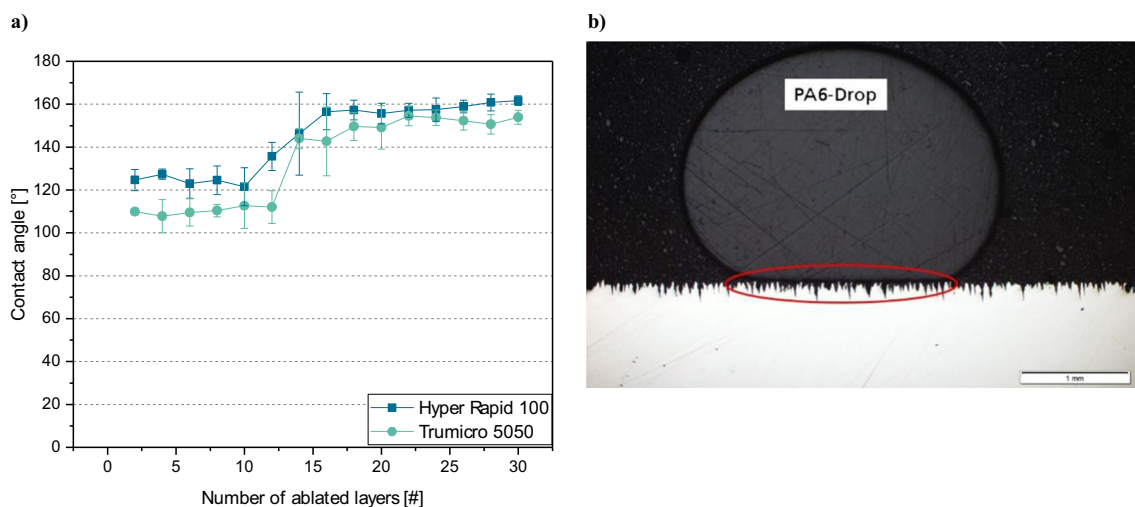 a)
b)
180
160
140
120
100
80
60
40
20
0
Contact angle [°]
0
5
10
15
20
25
30
Number of ablated layers [#]
Hyper Rapid 100
Trumicro 5050
PA6-Drop
1 mm